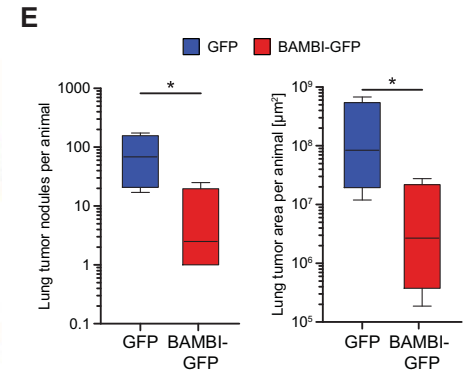 E
GFP BAMBI-GFP
Lung tumor nodules per animal
1000
100
10
1
0.1
*
GFP BAMBI-
GFP
Lung tumor area per animal [µm²]
10⁹
10⁸
10⁷
10⁶
10⁵
*
GFP BAMBI-
GFP